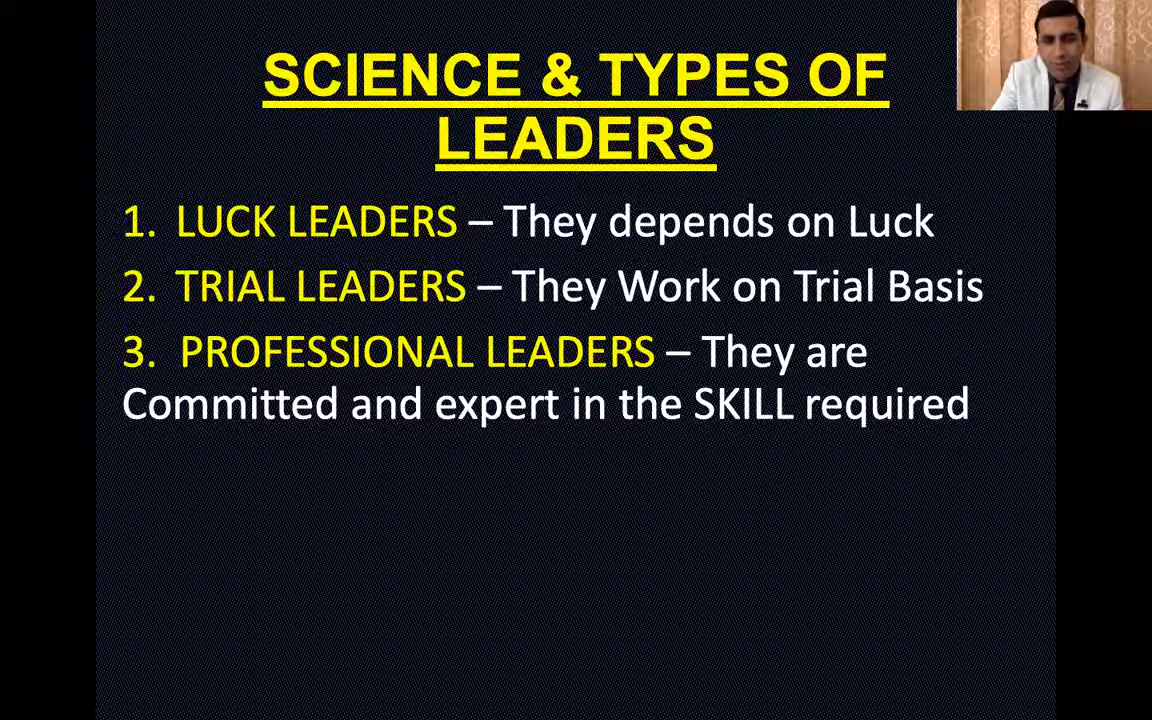 SCIENCE & TYPES OF
LEADERS
1. LUCK LEADERS – They depends on Luck
2. TRIAL LEADERS – They Work on Trial Basis
3. PROFESSIONAL LEADERS – They are
Committed and expert in the SKILL required